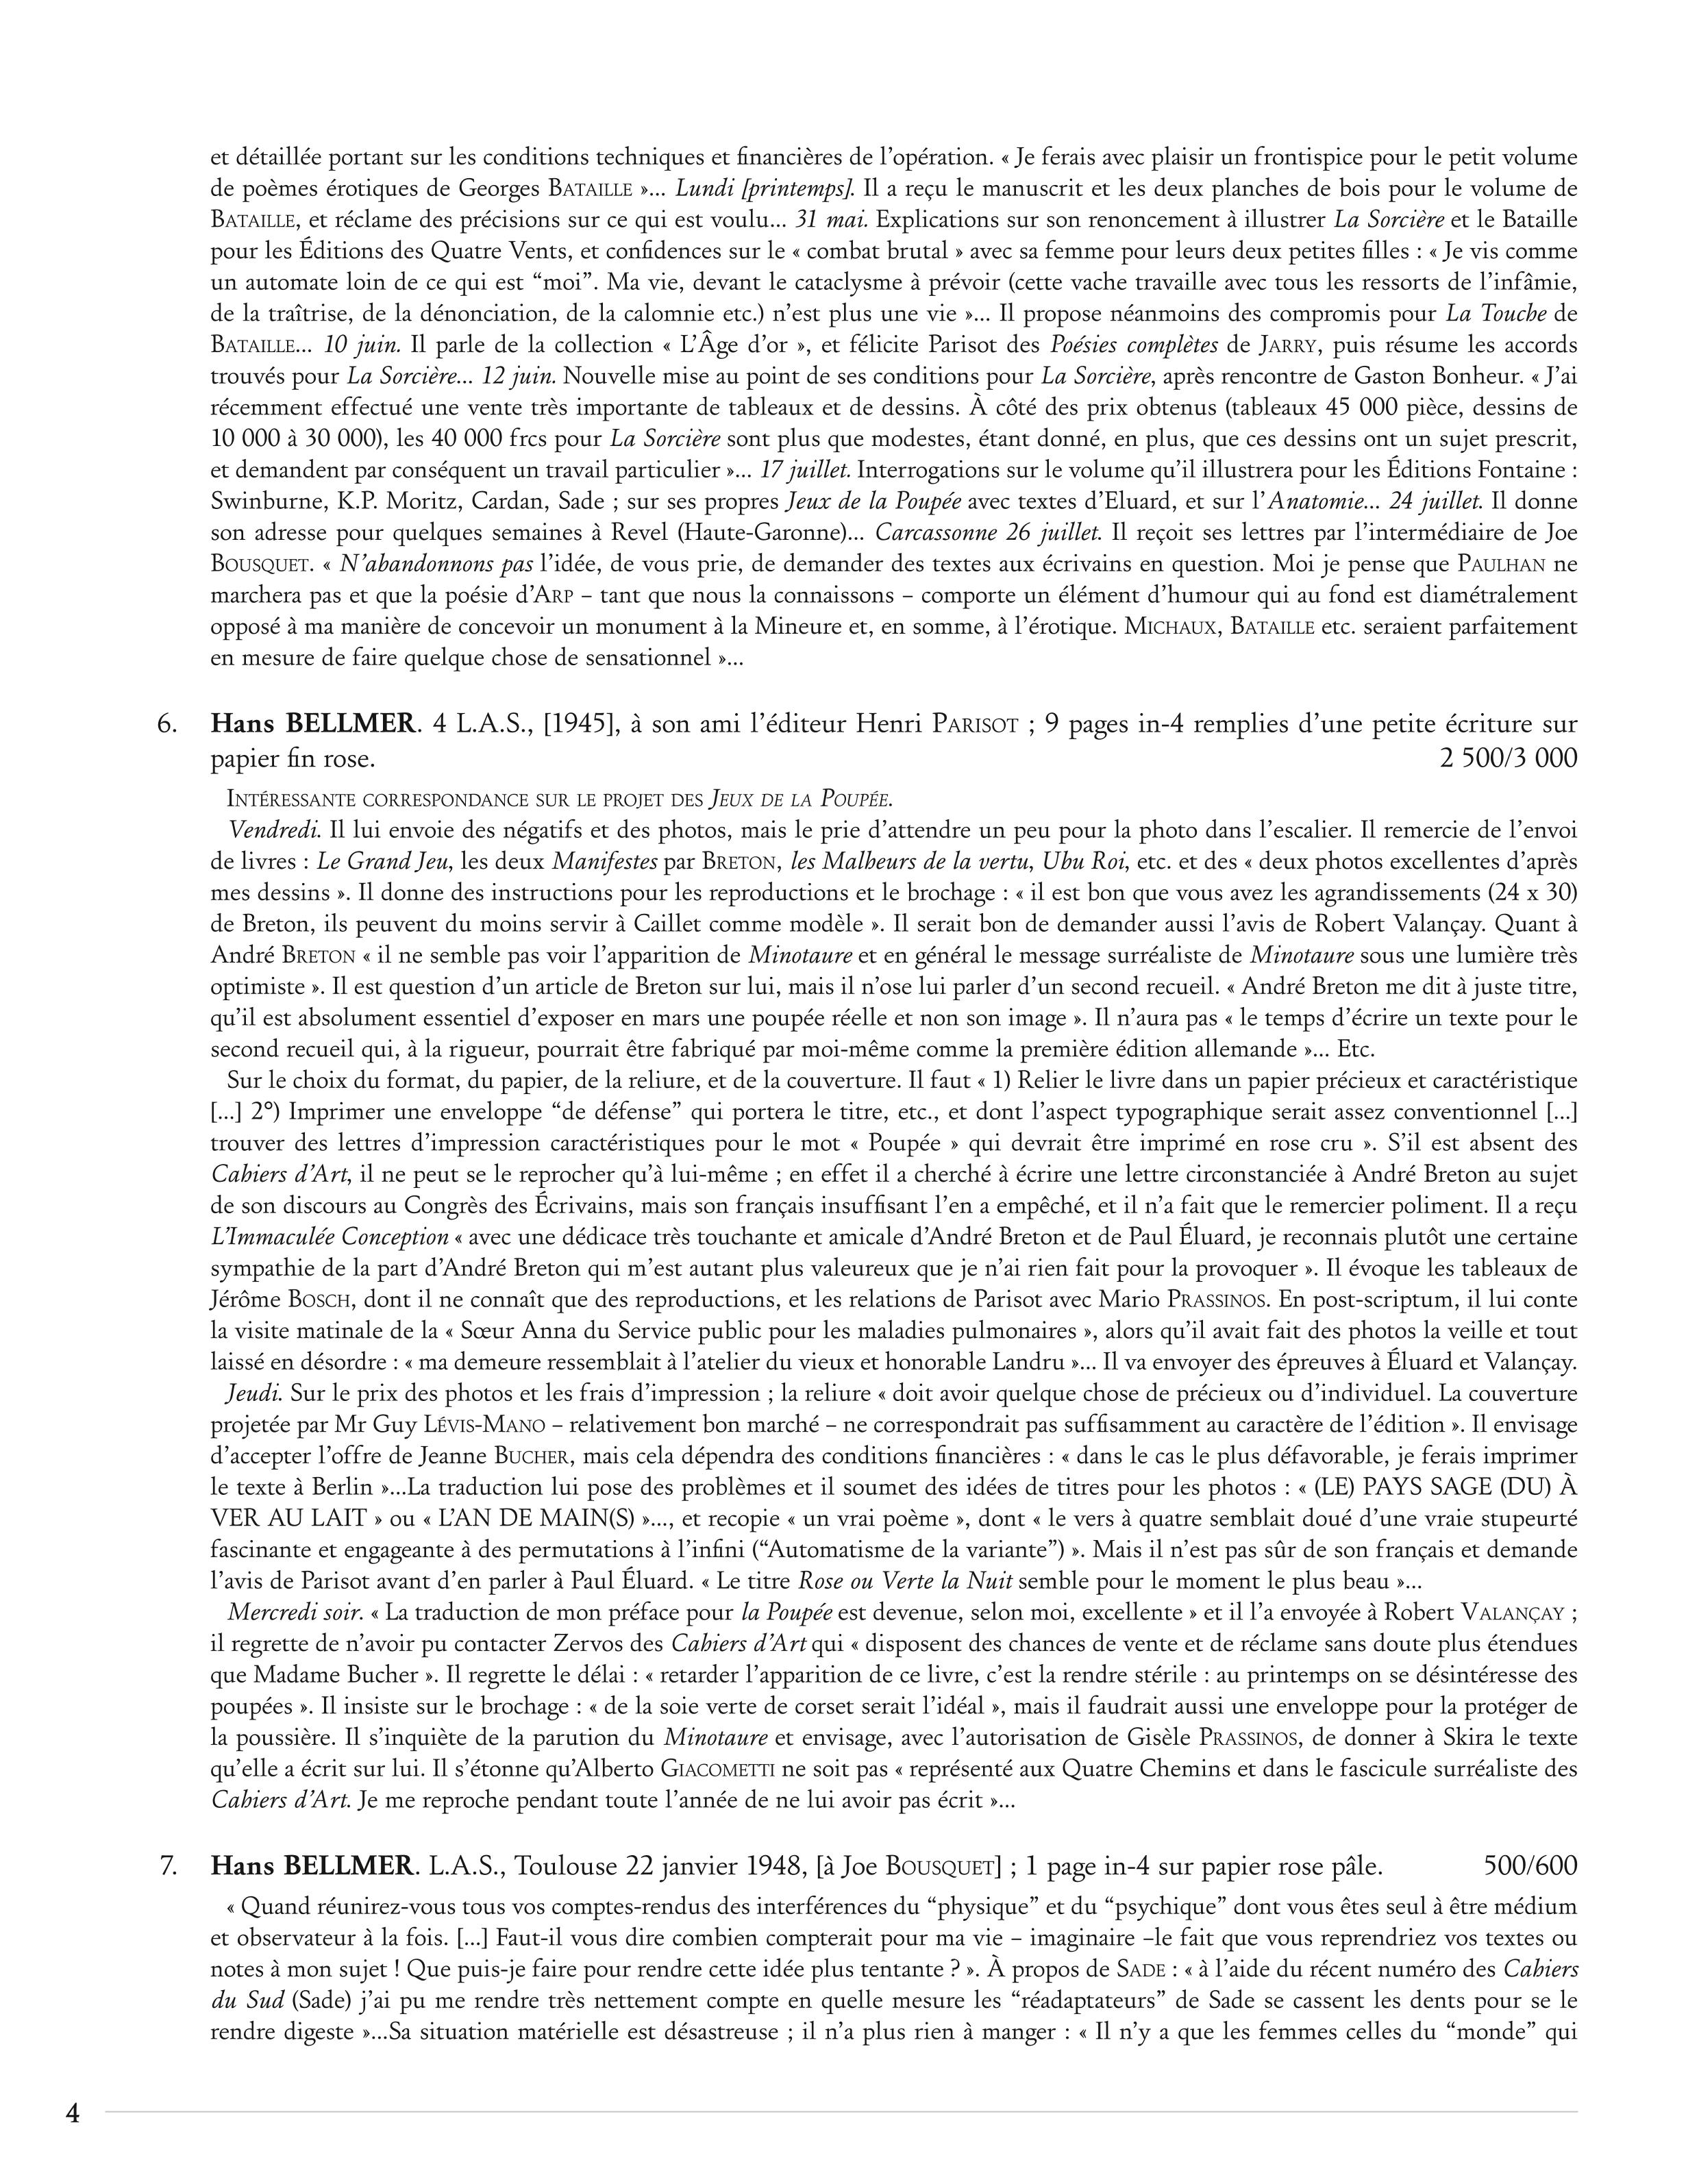 et détaillée portant sur les conditions techniques et financières de l’opération. « Je ferais avec plaisir un frontispice pour le petit volume
de poèmes érotiques de Georges BATAILLE »... Lundi [printemps]. Il a reçu le manuscrit et les deux planches de bois pour le volume de
BATAILLE, et réclame des précisions sur ce qui est voulu... 31 mai. Explications sur son renoncement à illustrer La Sorcière et le Bataille
pour les Éditions des Quatre Vents, et confidences sur le « combat brutal » avec sa femme pour leurs deux petites filles : « Je vis comme
un automate loin de ce qui est “moi”. Ma vie, devant le cataclysme à prévoir (cette vache travaille avec tous les ressorts de l’infâmie,
de la traîtrise, de la dénonciation, de la calomnie etc.) n’est plus une vie »... Il propose néanmoins des compromis pour La Touche de
BATAILLE... 10 juin. Il parle de la collection « L’Âge d’or », et félicite Parisot des Poésies complètes de JARRY, puis résume les accords
trouvés pour La Sorcière... 12 juin. Nouvelle mise au point de ses conditions pour La Sorcière, après rencontre de Gaston Bonheur. « J’ai
récemment effectué une vente très importante de tableaux et de dessins. À côté des prix obtenus (tableaux 45 000 pièce, dessins de
10 000 à 30 000), les 40 000 frcs pour La Sorcière sont plus que modestes, étant donné, en plus, que ces dessins ont un sujet prescrit,
et demandent par conséquent un travail particulier »... 17 juillet. Interrogations sur le volume qu’il illustrera pour les Éditions Fontaine :
Swinburne, K.P. Moritz, Cardan, Sade ; sur ses propres Jeux de la Poupée avec textes d’Eluard, et sur l’Anatomie... 24 juillet. Il donne
son adresse pour quelques semaines à Revel (Haute-Garonne)... Carcassonne 26 juillet. Il reçoit ses lettres par l’intermédiaire de Joe
BOUSQUET. « N’abandonnons pas l’idée, de vous prie, de demander des textes aux écrivains en question. Moi je pense que PAULHAN ne
marchera pas et que la poésie d’ARP – tant que nous la connaissons – comporte un élément d’humour qui au fond est diamétralement
opposé à ma manière de concevoir un monument à la Mineure et, en somme, à l’érotique. MICHAUX, BATAILLE etc. seraient parfaitement
en mesure de faire quelque chose de sensationnel »...
6. Hans BELLMER. 4 L.A.S., [1945], à son ami l’éditeur Henri PARISOT ; 9 pages in-4 remplies d’une petite écriture sur
papier fin rose. 2 500/3 000
INTÉRESSANTE CORRESPONDANCE SUR LE PROJET DES JEUX DE LA POUPÉE.
Vendredi. Il lui envoie des négatifs et des photos, mais le prie d’attendre un peu pour la photo dans l’escalier. Il remercie de l’envoi
de livres : Le Grand Jeu, les deux Manifestes par BRETON, les Malheurs de la vertu, Ubu Roi, etc. et des « deux photos excellentes d’après
mes dessins ». Il donne des instructions pour les reproductions et le brochage : « il est bon que vous avez les agrandissements (24 x 30)
de Breton, ils peuvent du moins servir à Caillet comme modèle ». Il serait bon de demander aussi l’avis de Robert Valançay. Quant à
André BRETON « il ne semble pas voir l’apparition de Minotaure et en général le message surréaliste de Minotaure sous une lumière très
optimiste ». Il est question d’un article de Breton sur lui, mais il n’ose lui parler d’un second recueil. « André Breton me dit à juste titre,
qu’il est absolument essentiel d’exposer en mars une poupée réelle et non son image ». Il n’aura pas « le temps d’écrire un texte pour le
second recueil qui, à la rigueur, pourrait être fabriqué par moi-même comme la première édition allemande »... Etc.
Sur le choix du format, du papier, de la reliure, et de la couverture. Il faut « 1) Relier le livre dans un papier précieux et caractéristique
[...] 2°) Imprimer une enveloppe “de défense” qui portera le titre, etc., et dont l’aspect typographique serait assez conventionnel [...]
trouver des lettres d’impression caractéristiques pour le mot « Poupée » qui devrait être imprimé en rose cru ». S’il est absent des
Cahiers d’Art, il ne peut se le reprocher qu’à lui-même ; en effet il a cherché à écrire une lettre circonstanciée à André Breton au sujet
de son discours au Congrès des Écrivains, mais son français insuffisant l’en a empêché, et il n’a fait que le remercier poliment. Il a reçu
L’Immaculée Conception « avec une dédicace très touchante et amicale d’André Breton et de Paul Éluard, je reconnais plutôt une certaine
sympathie de la part d’André Breton qui m’est autant plus valeureux que je n’ai rien fait pour la provoquer ». Il évoque les tableaux de
Jérôme BOSCH, dont il ne connaît que des reproductions, et les relations de Parisot avec Mario PRASSINOS. En post-scriptum, il lui conte
la visite matinale de la « Sœur Anna du Service public pour les maladies pulmonaires », alors qu’il avait fait des photos la veille et tout
laissé en désordre : « ma demeure ressemblait à l’atelier du vieux et honorable Landru »... Il va envoyer des épreuves à Éluard et Valançay.
Jeudi. Sur le prix des photos et les frais d’impression ; la reliure « doit avoir quelque chose de précieux ou d’individuel. La couverture
projetée par Mr Guy LÉVIS-MANO – relativement bon marché – ne correspondrait pas suffisamment au caractère de l’édition ». Il envisage
d’accepter l’offre de Jeanne BUCHER, mais cela dépendra des conditions financières : « dans le cas le plus défavorable, je ferais imprimer
le texte à Berlin »...La traduction lui pose des problèmes et il soumet des idées de titres pour les photos : « (LE) PAYS SAGE (DU) À
VER AU LAIT » ou « L’AN DE MAIN(S) »..., et recopie « un vrai poème », dont « le vers à quatre semblait doué d’une vraie stupeurté
fascinante et engageante à des permutations à l’infini (“Automatisme de la variante”) ». Mais il n’est pas sûr de son français et demande
l’avis de Parisot avant d’en parler à Paul Éluard. « Le titre Rose ou Verte la Nuit semble pour le moment le plus beau »...
Mercredi soir. « La traduction de mon préface pour la Poupée est devenue, selon moi, excellente » et il l’a envoyée à Robert VALANÇAY ;
il regrette de n’avoir pu contacter Zervos des Cahiers d’Art qui « disposent des chances de vente et de réclame sans doute plus étendues
que Madame Bucher ». Il regrette le délai : « retarder l’apparition de ce livre, c’est la rendre stérile : au printemps on se désintéresse des
poupées ». Il insiste sur le brochage : « de la soie verte de corset serait l’idéal », mais il faudrait aussi une enveloppe pour la protéger de
la poussière. Il s’inquiète de la parution du Minotaure et envisage, avec l’autorisation de Gisèle PRASSINOS, de donner à Skira le texte
qu’elle a écrit sur lui. Il s’étonne qu’Alberto GIACOMETTI ne soit pas « représenté aux Quatre Chemins et dans le fascicule surréaliste des
Cahiers d’Art. Je me reproche pendant toute l’année de ne lui avoir pas écrit »...
7. Hans BELLMER. L.A.S., Toulouse 22 janvier 1948, [à Joe BOUSQUET] ; 1 page in-4 sur papier rose pâle. 500/600
« Quand réunirez-vous tous vos comptes-rendus des interférences du “physique” et du “psychique” dont vous êtes seul à être médium
et observateur à la fois. [...] Faut-il vous dire combien compterait pour ma vie – imaginaire –le fait que vous reprendriez vos textes ou
notes à mon sujet ! Que puis-je faire pour rendre cette idée plus tentante ? ». À propos de SADE : « à l’aide du récent numéro des Cahiers
du Sud (Sade) j’ai pu me rendre très nettement compte en quelle mesure les “réadaptateurs” de Sade se cassent les dents pour se le
rendre digeste »...Sa situation matérielle est désastreuse ; il n’a plus rien à manger : « Il n’y a que les femmes celles du “monde” qui
4